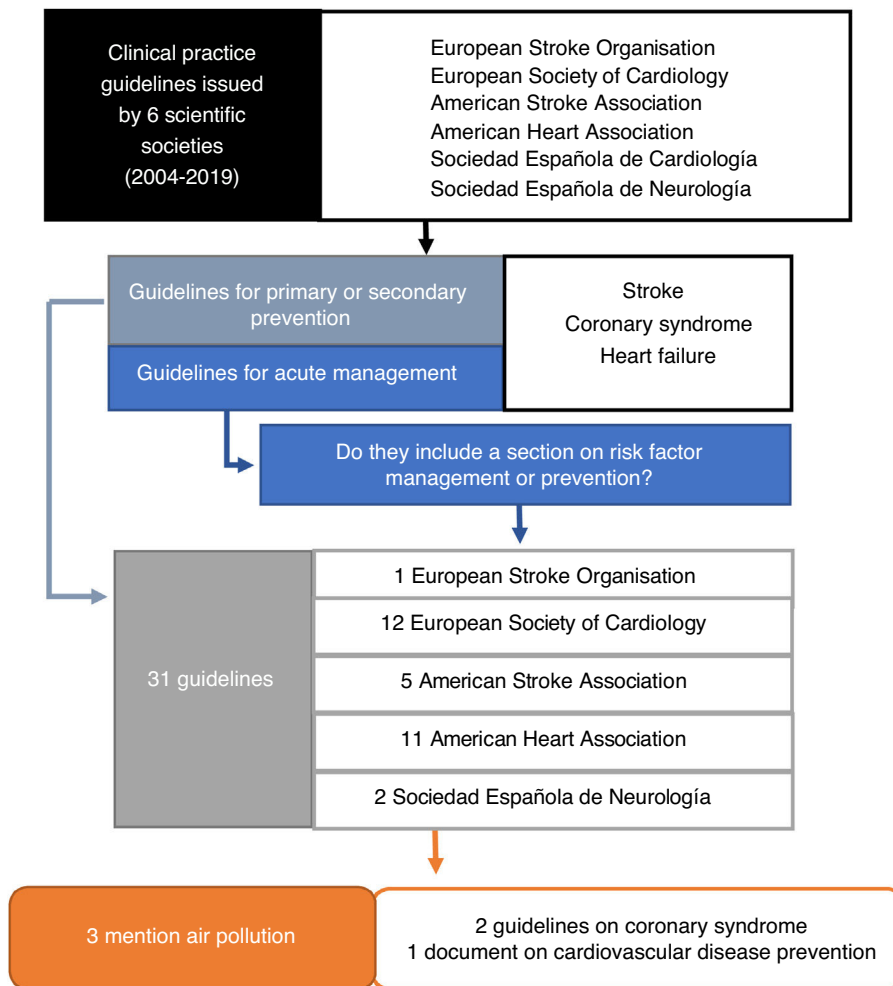 Clinical practice
guidelines issued
by 6 scientific
societies
(2004-2019)
European Stroke Organisation
European Society of Cardiology
American Stroke Association
American Heart Association
Sociedad Española de Cardiología
Sociedad Española de Neurología
Guidelines for primary or secondary
prevention
Guidelines for acute management
Stroke
Coronary syndrome
Heart failure
Do they include a section on risk factor
management or prevention?
31 guidelines
1 European Stroke Organisation
12 European Society of Cardiology
5 American Stroke Association
11 American Heart Association
2 Sociedad Española de Neurología
3 mention air pollution
2 guidelines on coronary syndrome
1 document on cardiovascular disease prevention